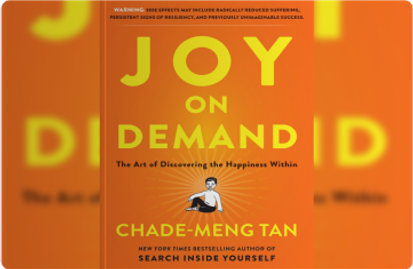 WARNING: SIDE EFFECTS MAY INCLUDE RADICALLY REDUCED SUFFERING,
PERSISTENT SIGNS OF RESILIENCY, AND PREVIOUSLY UNIMAGINABLE SUCCESS.
JOY
ON
DEMAND
The Art of Discovering the Happiness Within
CHADE-MENG TAN
NEW YORK TIMES BESTSELLING AUTHOR OF
SEARCH INSIDE YOURSELF